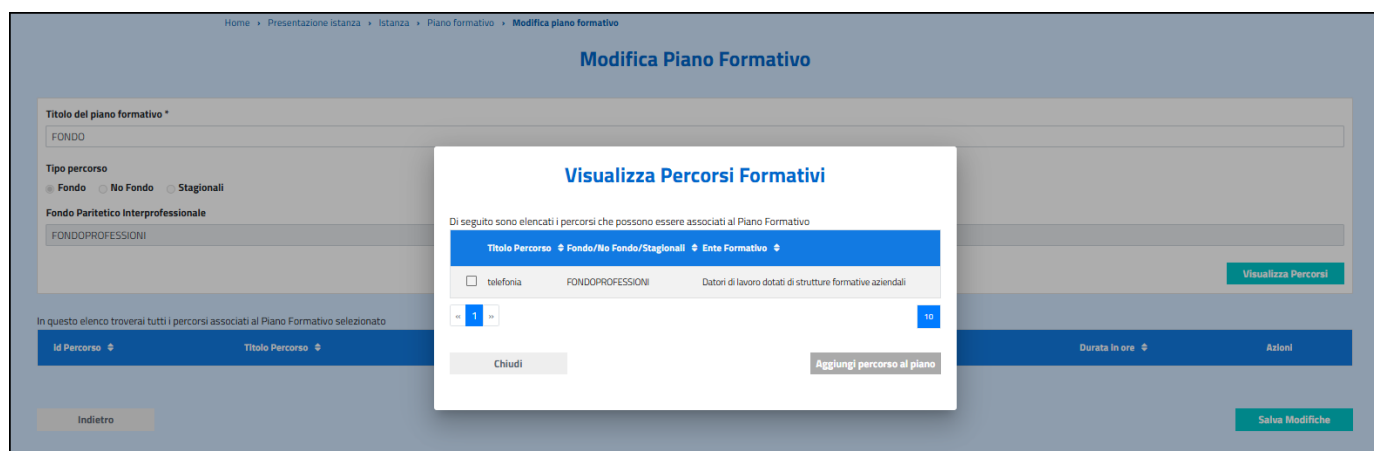 Home › Presentazione istanza › Istanza › Piano formativo › Modifica piano formativo
Modifica Piano Formativo
Titolo del piano formativo *
FONDO
Tipo percorso
Fondo No Fondo Stagionali
Fondo Paritetico Interprofessionale
FONDOPROFESSIONI
Visualizza Percorsi
In questo elenco troverai tutti i percorsi associati al Piano Formativo selezionato
Id Percorso Titolo Percorso Durata in ore Azioni
Indietro Salva Modifiche
Visualizza Percorsi Formativi
Di seguito sono elencati i percorsi che possono essere associati al Piano Formativo
Titolo Percorso Fondo/No Fondo/Stagionali Ente Formativo
telefonia FONDOPROFESSIONI Datori di lavoro dotati di strutture formative aziendali
« 1 » 10
Chiudi Aggiungi percorso al piano